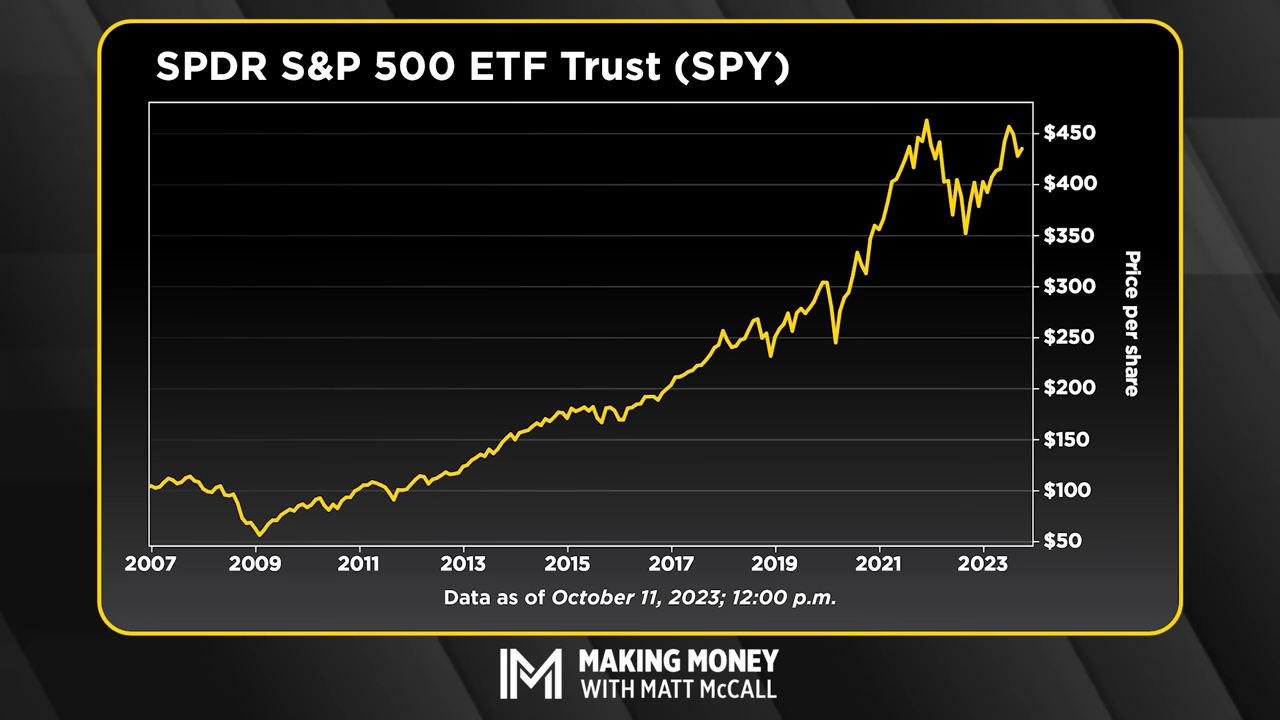 SPDR S&P 500 ETF Trust (SPY)
$450
$400
$350
$300
$250
$200
$150
$100
$50
Price per share
2007 2009 2011 2013 2015 2017 2019 2021 2023
Data as of October 11, 2023; 12:00 p.m.
MAKING MONEY
WITH MATT McCALL